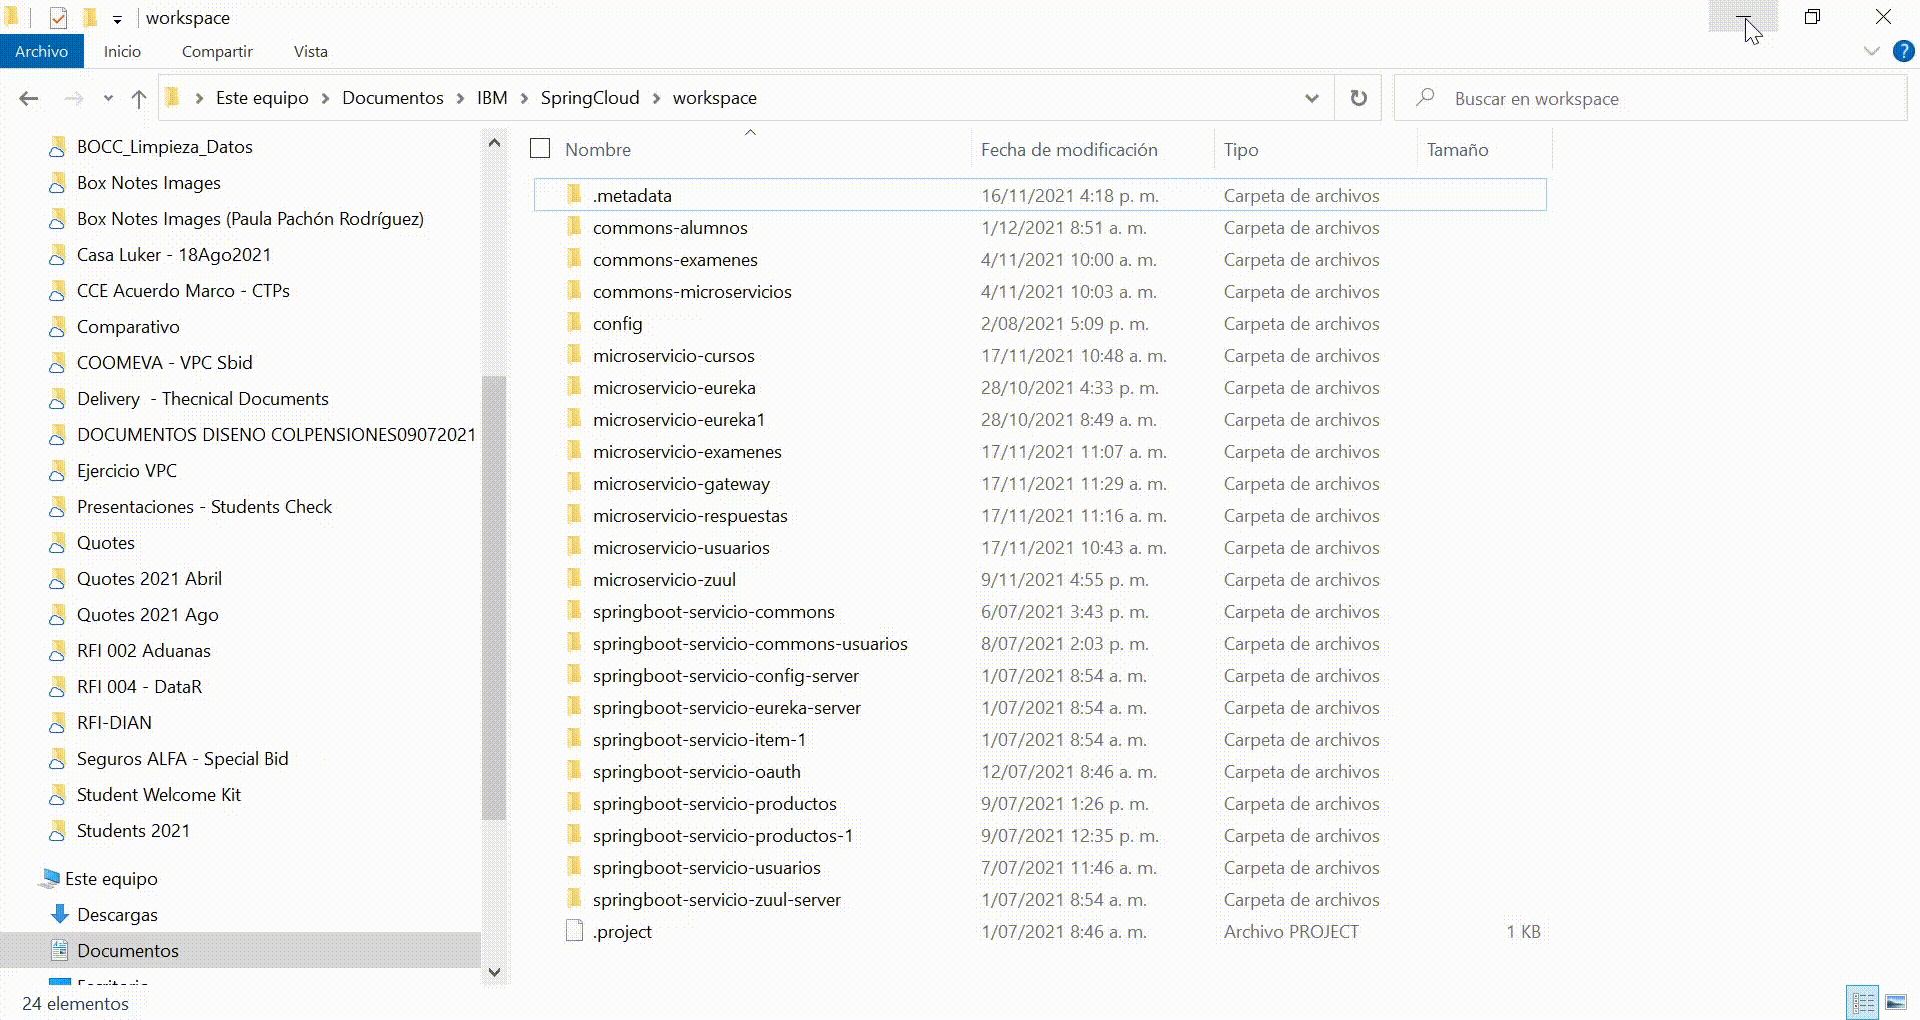 workspace
Archivo Inicio Compartir Vista
Este equipo Documentos IBM SpringCloud workspace Buscar en workspace
BOCC_Limpieza_Datos
Box Notes Images
Box Notes Images (Paula Pachón Rodríguez)
Casa Luker - 18Ago2021
CCE Acuerdo Marco - CTPs
Comparativo
COOMEVA - VPC Sbid
Delivery  - Thecnical Documents
DOCUMENTOS DISENO COLPENSIONES09072021
Ejercicio VPC
Presentaciones - Students Check
Quotes
Quotes 2021 Abril
Quotes 2021 Ago
RFI 002 Aduanas
RFI 004 - DataR
RFI-DIAN
Seguros ALFA - Special Bid
Student Welcome Kit
Students 2021
Este equipo
Descargas
Documentos
Escritorio
Nombre Fecha de modificación Tipo Tamaño
.metadata 16/11/2021 4:18 p. m. Carpeta de archivos
commons-alumnos 1/12/2021 8:51 a. m. Carpeta de archivos
commons-examenes 4/11/2021 10:00 a. m. Carpeta de archivos
commons-microservicios 4/11/2021 10:03 a. m. Carpeta de archivos
config 2/08/2021 5:09 p. m. Carpeta de archivos
microservicio-cursos 17/11/2021 10:48 a. m. Carpeta de archivos
microservicio-eureka 28/10/2021 4:33 p. m. Carpeta de archivos
microservicio-eureka1 28/10/2021 8:49 a. m. Carpeta de archivos
microservicio-examenes 17/11/2021 11:07 a. m. Carpeta de archivos
microservicio-gateway 17/11/2021 11:29 a. m. Carpeta de archivos
microservicio-respuestas 17/11/2021 11:16 a. m. Carpeta de archivos
microservicio-usuarios 17/11/2021 10:43 a. m. Carpeta de archivos
microservicio-zuul 9/11/2021 4:55 p. m. Carpeta de archivos
springboot-servicio-commons 6/07/2021 3:43 p. m. Carpeta de archivos
springboot-servicio-commons-usuarios 8/07/2021 2:03 p. m. Carpeta de archivos
springboot-servicio-config-server 1/07/2021 8:54 a. m. Carpeta de archivos
springboot-servicio-eureka-server 1/07/2021 8:54 a. m. Carpeta de archivos
springboot-servicio-item-1 1/07/2021 8:54 a. m. Carpeta de archivos
springboot-servicio-oauth 12/07/2021 8:46 a. m. Carpeta de archivos
springboot-servicio-productos 9/07/2021 1:26 p. m. Carpeta de archivos
springboot-servicio-productos-1 9/07/2021 12:35 p. m. Carpeta de archivos
springboot-servicio-usuarios 7/07/2021 11:46 a. m. Carpeta de archivos
springboot-servicio-zuul-server 1/07/2021 8:54 a. m. Carpeta de archivos
.project 1/07/2021 8:46 a. m. Archivo PROJECT 1 KB
24 elementos